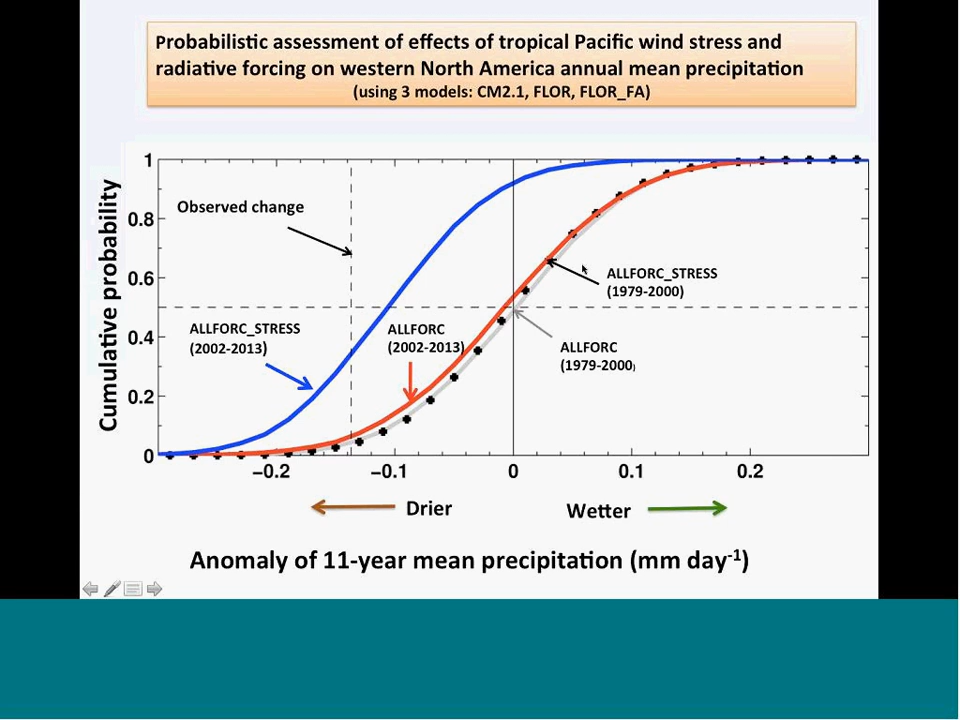 Probabilistic assessment of effects of tropical Pacific wind stress and
radiative forcing on western North America annual mean precipitation
(using 3 models: CM2.1, FLOR, FLOR_FA)
Cumulative probability
1
0.8
0.6
0.4
0.2
0
Observed change
ALLFORC_STRESS
(2002-2013)
ALLFORC
(2002-2013)
ALLFORC_STRESS
(1979-2000)
ALLFORC
(1979-2000)
−0.2
−0.1
0
0.1
0.2
Drier
Wetter
Anomaly of 11-year mean precipitation (mm day-1)